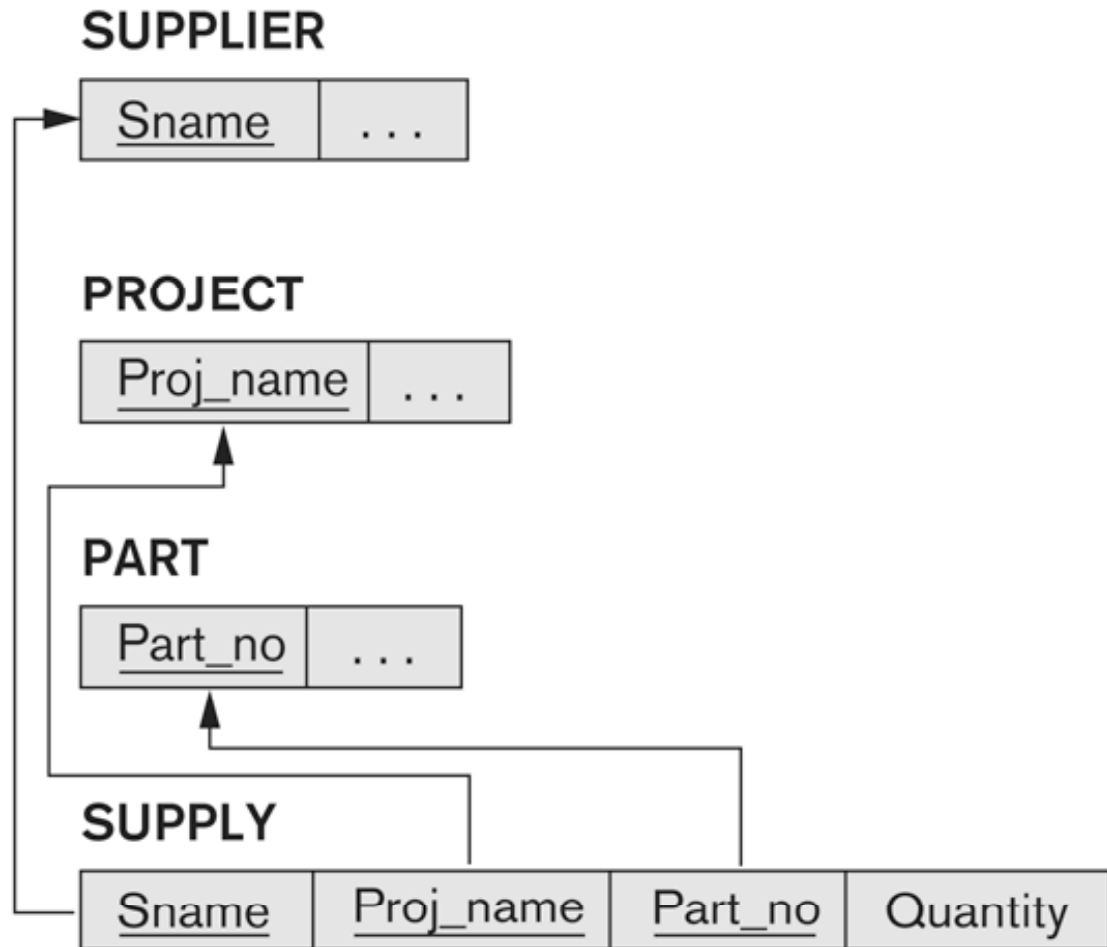 SUPPLIER
Sname ...
PROJECT
Proj_name ...
PART
Part_no ...
SUPPLY
Sname Proj_name Part_no Quantity